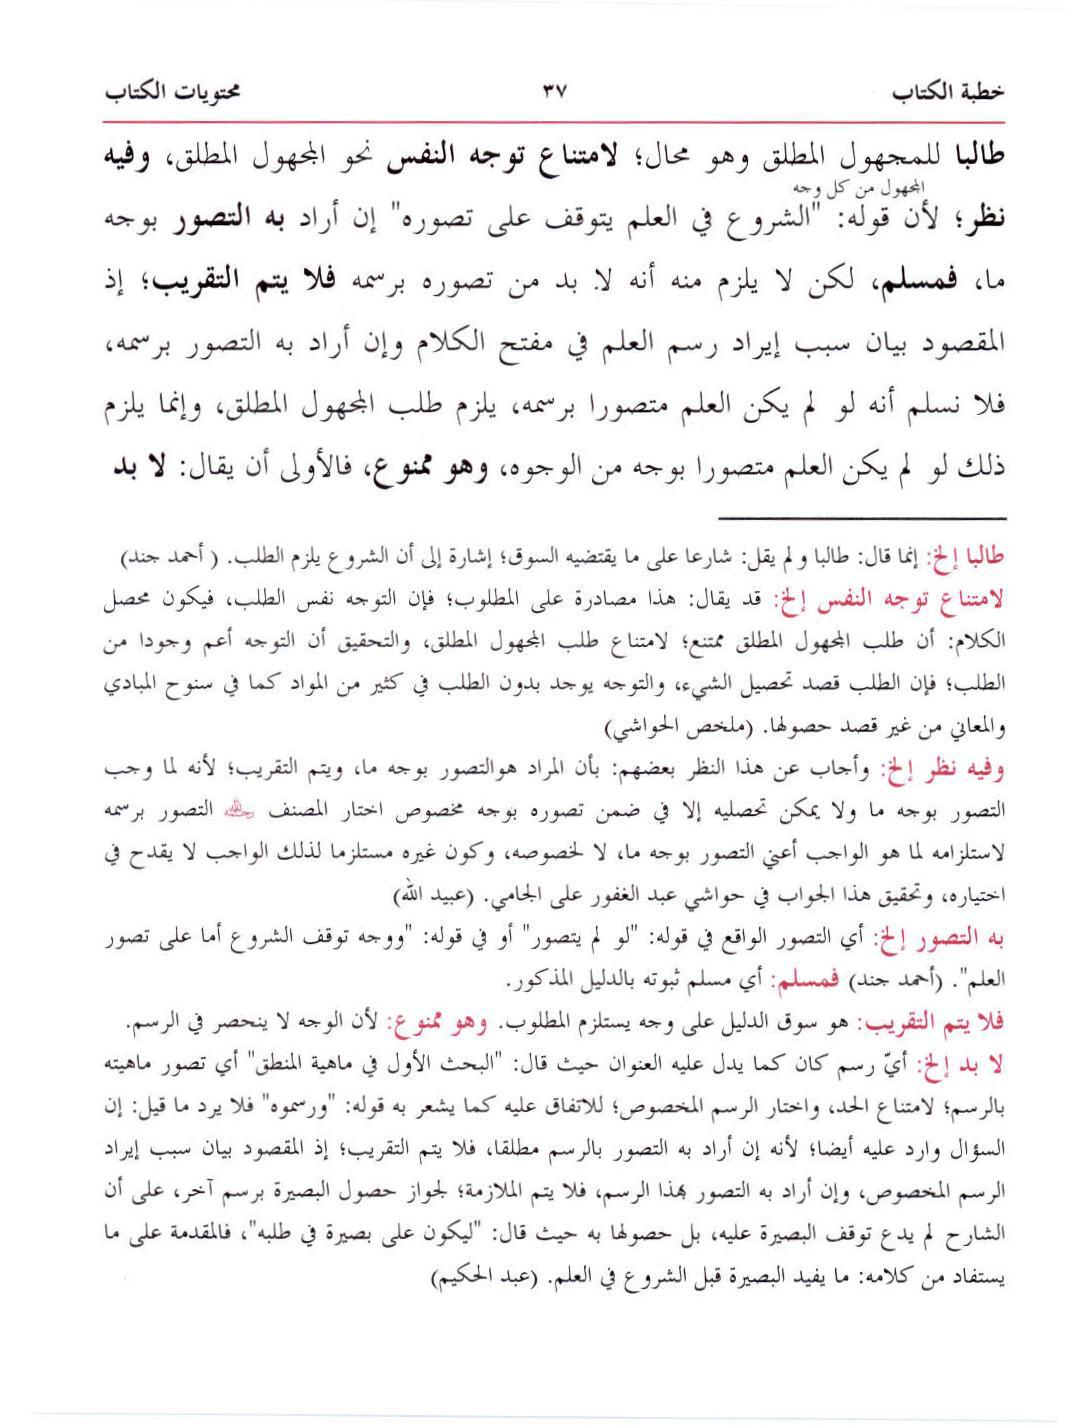 خطبة الكتاب ٣٧ محتويات الكتاب
طالبا للمجهول المطلق وهو محال؛ لامتناع توجه النفس نحو المجهول المطلق، وفيه
المجهول من كل وجه
نظر؛ لأن قوله: "الشروع في العلم يتوقف على تصوره" إن أراد به التصور بوجه
ما، فمسلم، لكن لا يلزم منه أنه لا بد من تصوره برسمه فلا يتم التقريب؛ إذ
المقصود بيان سبب إيراد رسم العلم في مفتح الكلام وإن أراد به التصور برسمه،
فلا نسلم أنه لو لم يكن العلم متصورا برسمه، يلزم طلب المجهول المطلق، وإنما يلزم
ذلك لو لم يكن العلم متصورا بوجه من الوجوه، وهو ممنوع، فالأولى أن يقال: لا بد
طالبا إلخ: إنما قال: طالبا و لم يقل: شارعا على ما يقتضيه السوق؛ إشارة إلى أن الشروع يلزم الطلب. ( أحمد جند)
لامتناع توجه النفس إلخ: قد يقال: هذا مصادرة على المطلوب؛ فإن التوجه نفس الطلب، فيكون محصل
الكلام: أن طلب المجهول المطلق ممتنع؛ لامتناع طلب المجهول المطلق، والتحقيق أن التوجه أعم وجودا من
الطلب؛ فإن الطلب قصد تحصيل الشيء، والتوجه يوجد بدون الطلب في كثير من المواد كما في سنوح المبادي
والمعاني من غير قصد حصولها. (ملخص الحواشي)
وفيه نظر إلخ: وأجاب عن هذا النظر بعضهم: بأن المراد هوالتصور بوجه ما، ويتم التقريب؛ لأنه لما وجب
التصور بوجه ما ولا يمكن تحصليه إلا في ضمن تصوره بوجه مخصوص اختار المصنف رحمه الله التصور برسمه
لاستلزامه لما هو الواجب أعني التصور بوجه ما، لا لخصوصه، وكون غيره مستلزما لذلك الواجب لا يقدح في
اختياره، وتحقيق هذا الجواب في حواشي عبد الغفور على الجامي. (عبيد الله)
به التصور إلخ: أي التصور الواقع في قوله: "لو لم يتصور" أو في قوله: "ووجه توقف الشروع أما على تصور
العلم". (أحمد جند) فمسلم: أي مسلم ثبوته بالدليل المذكور.
فلا يتم التقريب: هو سوق الدليل على وجه يستلزم المطلوب. وهو ممنوع: لأن الوجه لا ينحصر في الرسم.
لا بد إلخ: أيّ رسم كان كما يدل عليه العنوان حيث قال: "البحث الأول في ماهية المنطق" أي تصور ماهيته
بالرسم؛ لامتناع الحد، واختار الرسم المخصوص؛ للاتفاق عليه كما يشعر به قوله: "ورسموه" فلا يرد ما قيل: إن
السؤال وارد عليه أيضا؛ لأنه إن أراد به التصور بالرسم مطلقا، فلا يتم التقريب؛ إذ المقصود بيان سبب إيراد
الرسم المخصوص، وإن أراد به التصور بهذا الرسم، فلا يتم الملازمة؛ لجواز حصول البصيرة برسم آخر، على أن
الشارح لم يدع توقف البصيرة عليه، بل حصولها به حيث قال: "ليكون على بصيرة في طلبه"، فالمقدمة على ما
يستفاد من كلامه: ما يفيد البصيرة قبل الشروع في العلم. (عبد الحكيم)